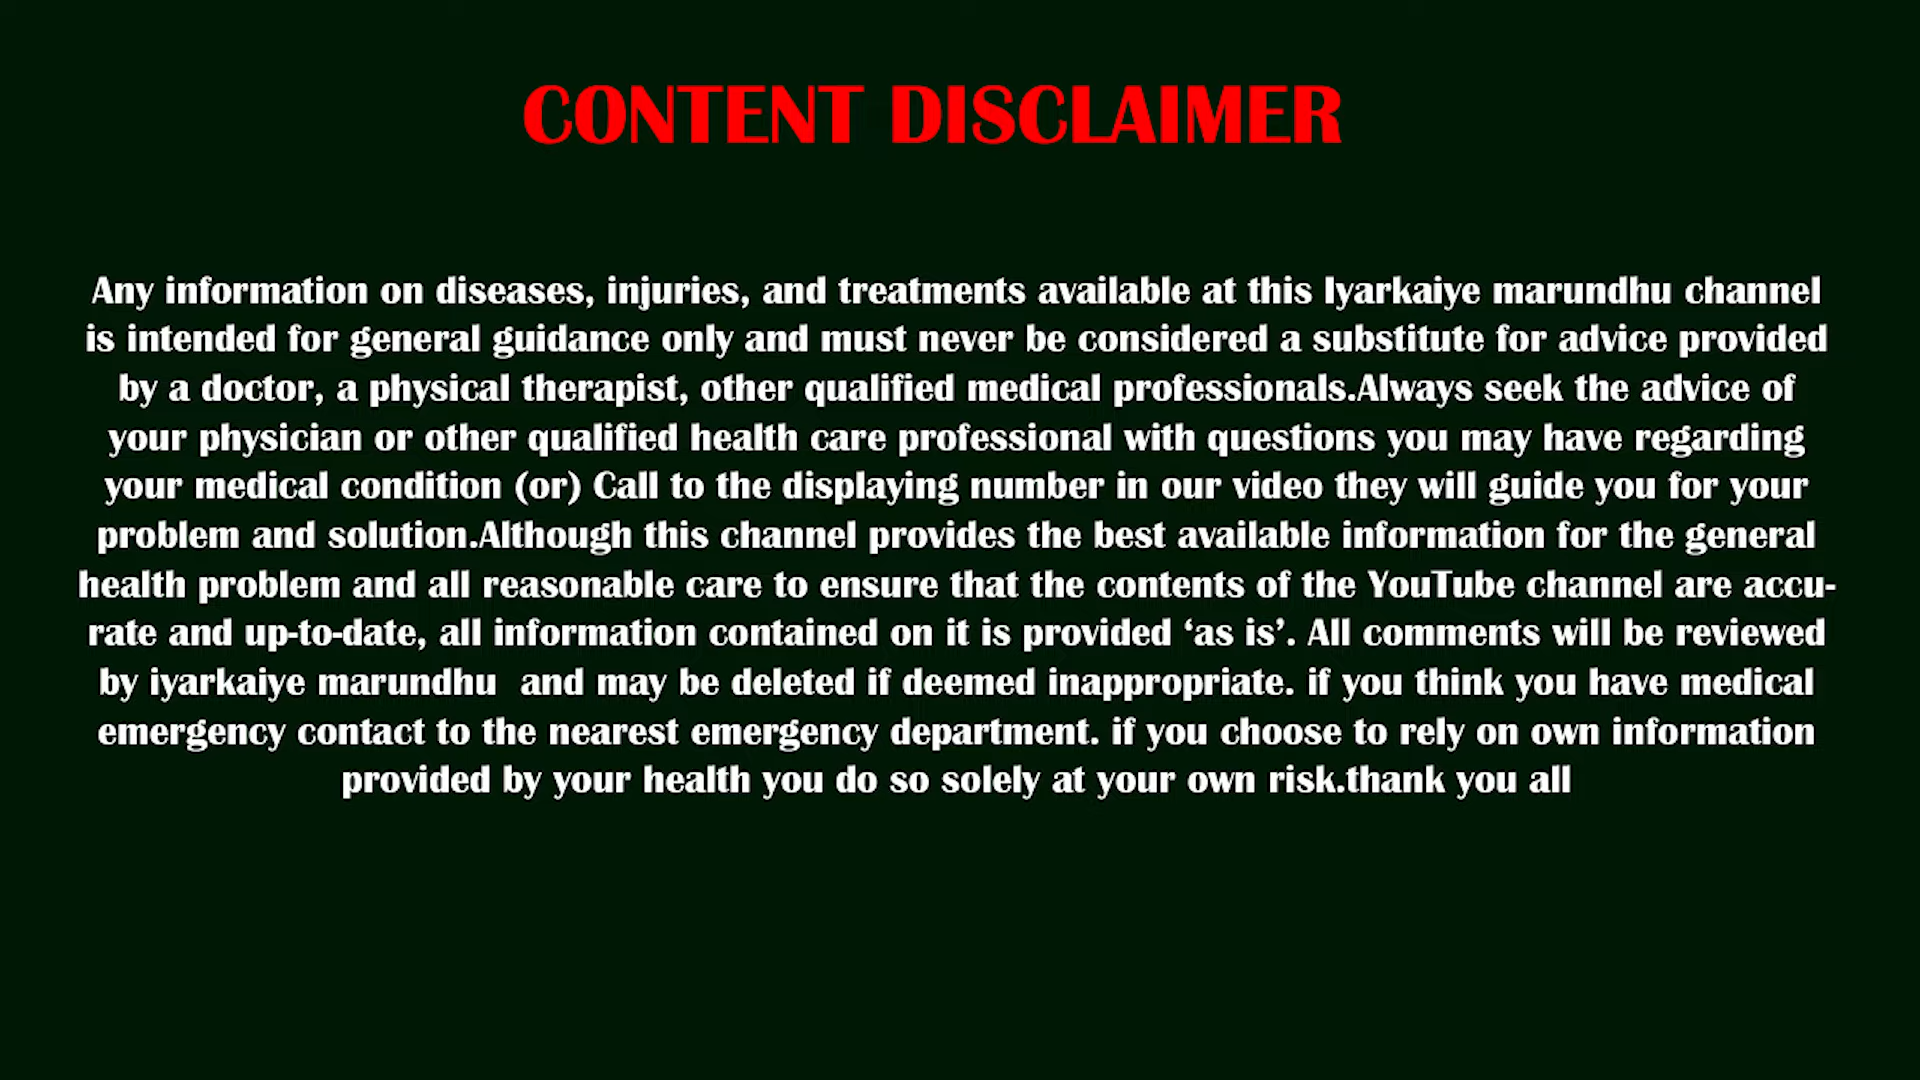 CONTENT DISCLAIMER
Any information on diseases, injuries, and treatments available at this Iyarkaiye marundhu channel
is intended for general guidance only and must never be considered a substitute for advice provided
by a doctor, a physical therapist, other qualified medical professionals.Always seek the advice of
your physician or other qualified health care professional with questions you may have regarding
your medical condition (or) Call to the displaying number in our video they will guide you for your
problem and solution.Although this channel provides the best available information for the general
health problem and all reasonable care to ensure that the contents of the YouTube channel are accu-
rate and up-to-date, all information contained on it is provided ‘as is’. All comments will be reviewed
by iyarkaiye marundhu  and may be deleted if deemed inappropriate. if you think you have medical
emergency contact to the nearest emergency department. if you choose to rely on own information
provided by your health you do so solely at your own risk.thank you all